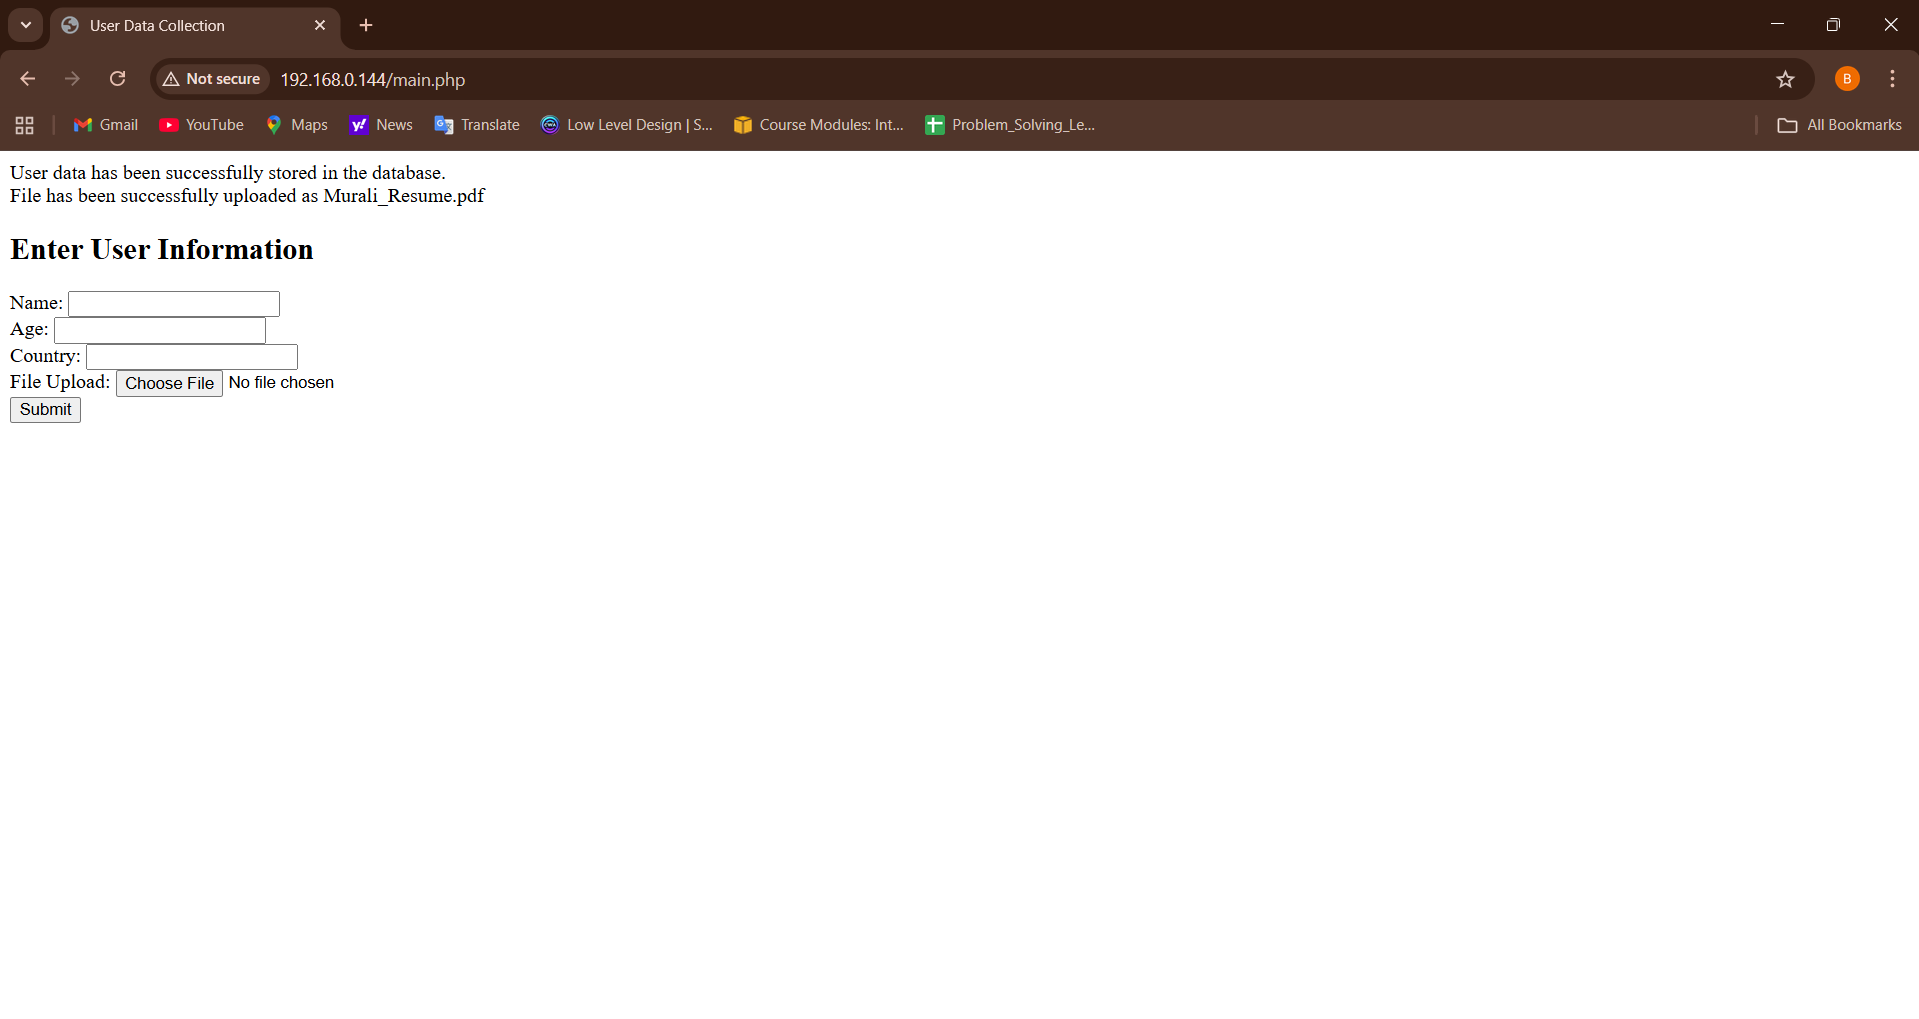 User Data Collection
Not secure 192.168.0.144/main.php B
Gmail YouTube Maps News Translate Low Level Design | S... Course Modules: Int... Problem_Solving_Le... All Bookmarks
User data has been successfully stored in the database.
File has been successfully uploaded as Murali_Resume.pdf
Enter User Information
Name:
Age:
Country:
File Upload: Choose File No file chosen
Submit